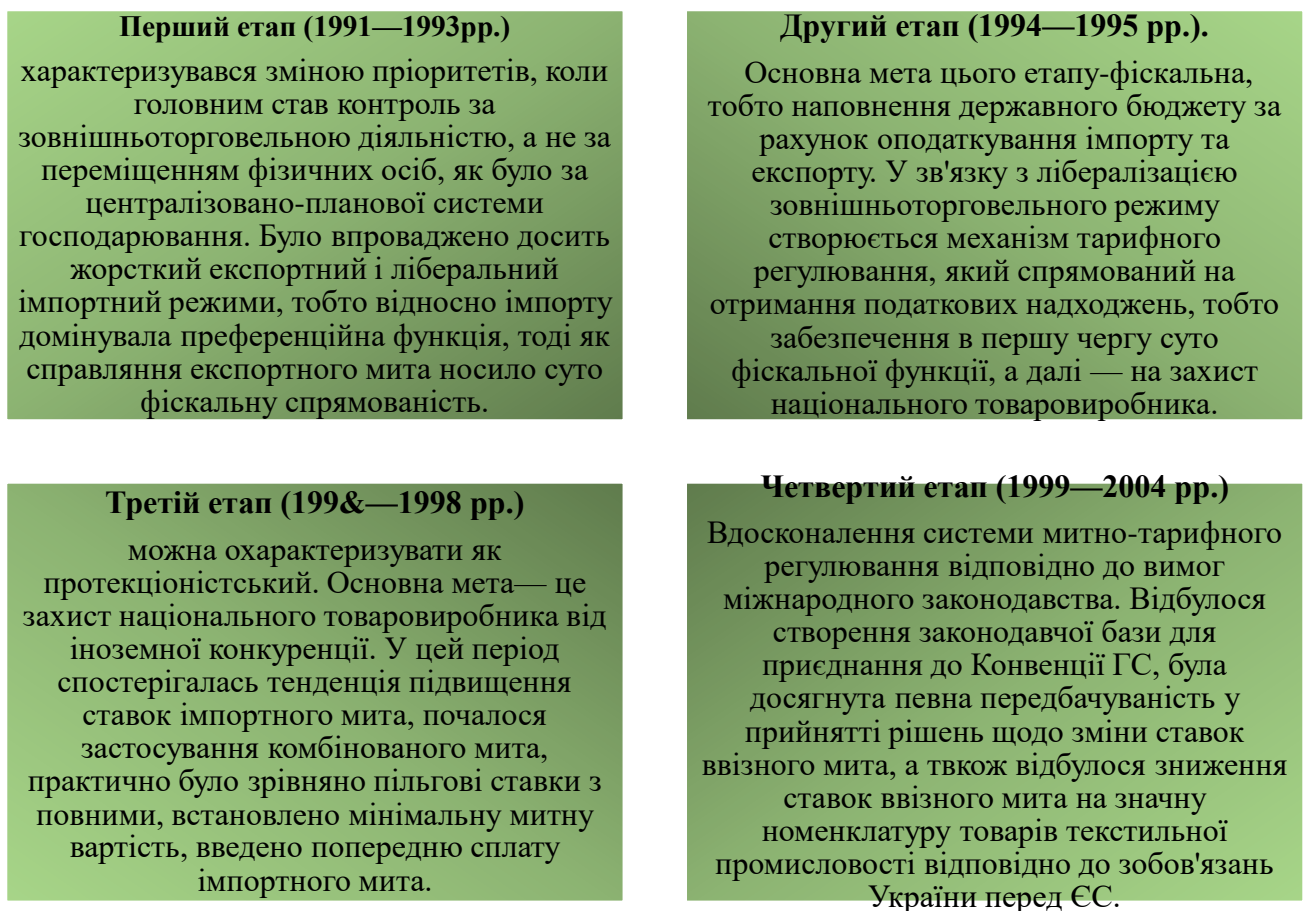 Перший етап (1991—1993рр.)
характеризувався зміною пріоритетів, коли
головним став контроль за
зовнішньоторговельною діяльністю, а не за
переміщенням фізичних осіб, як було за
централізовано-планової системи
господарювання. Було впроваджено досить
жорсткий експортний і ліберальний
імпортний режими, тобто відносно імпорту
домінувала преференційна функція, тоді як
справляння експортного мита носило суто
фіскальну спрямованість.
Другий етап (1994—1995 рр.).
Основна мета цього етапу-фіскальна,
тобто наповнення державного бюджету за
рахунок оподаткування імпорту та
експорту. У зв'язку з лібералізацією
зовнішньоторговельного режиму
створюється механізм тарифного
регулювання, який спрямований на
отримання податкових надходжень, тобто
забезпечення в першу чергу суто
фіскальної функції, а далі — на захист
національного товаровиробника.
Третій етап (199&—1998 рр.)
можна охарактеризувати як
протекціоністський. Основна мета— це
захист національного товаровиробника від
іноземної конкуренції. У цей період
спостерігалась тенденція підвищення
ставок імпортного мита, почалося
застосування комбінованого мита,
практично було зрівняно пільгові ставки з
повними, встановлено мінімальну митну
вартість, введено попередню сплату
імпортного мита.
Четвертий етап (1999—2004 рр.)
Вдосконалення системи митно-тарифного
регулювання відповідно до вимог
міжнародного законодавства. Відбулося
створення законодавчої бази для
приєднання до Конвенції ГС, була
досягнута певна передбачуваність у
прийнятті рішень щодо зміни ставок
ввізного мита, а твкож відбулося зниження
ставок ввізного мита на значну
номенклатуру товарів текстильної
промисловості відповідно до зобов'язань
України перед ЄС.